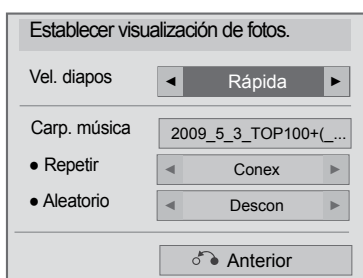 Establecer visualización de fotos.
Vel. diapos ◄ Rápida ►
Carp. música 2009_5_3_TOP100+(_...
● Repetir ◄ Conex ►
● Aleatorio ◄ Descon ►
Anterior